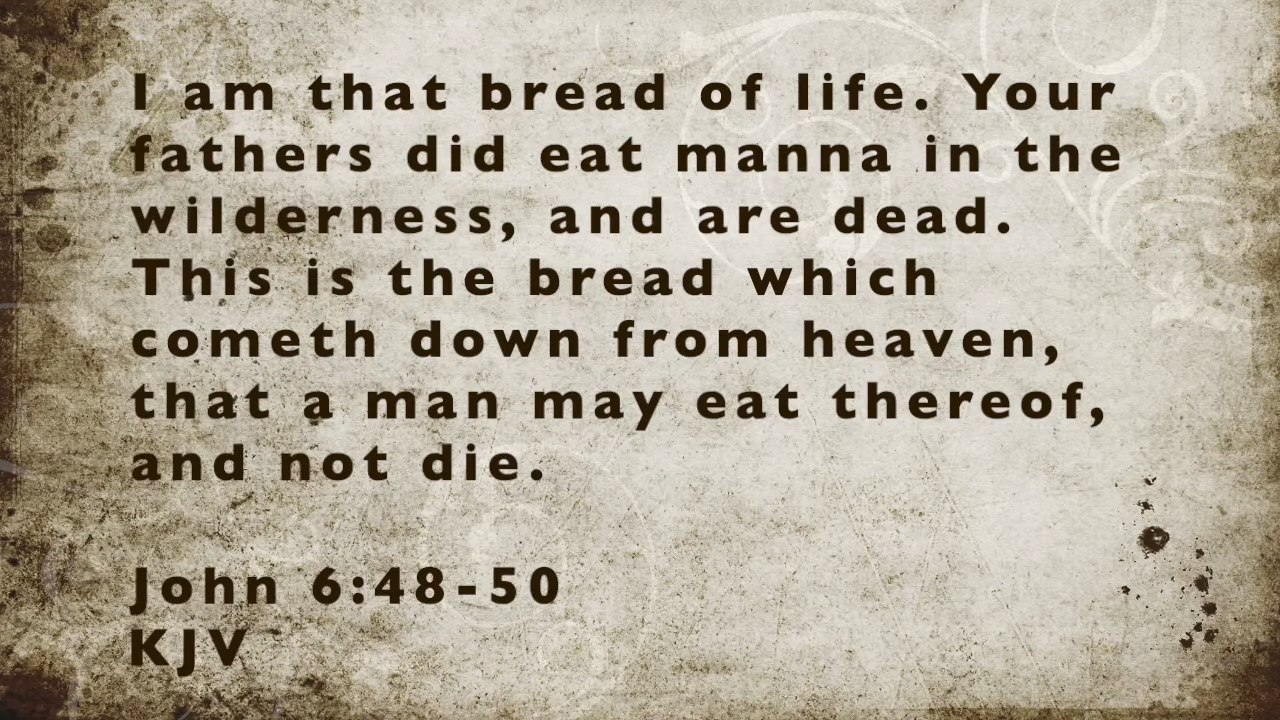 I am that bread of life. Your
fathers did eat manna in the
wilderness, and are dead.
This is the bread which
cometh down from heaven,
that a man may eat thereof,
and not die.
John 6:48-50
KJV